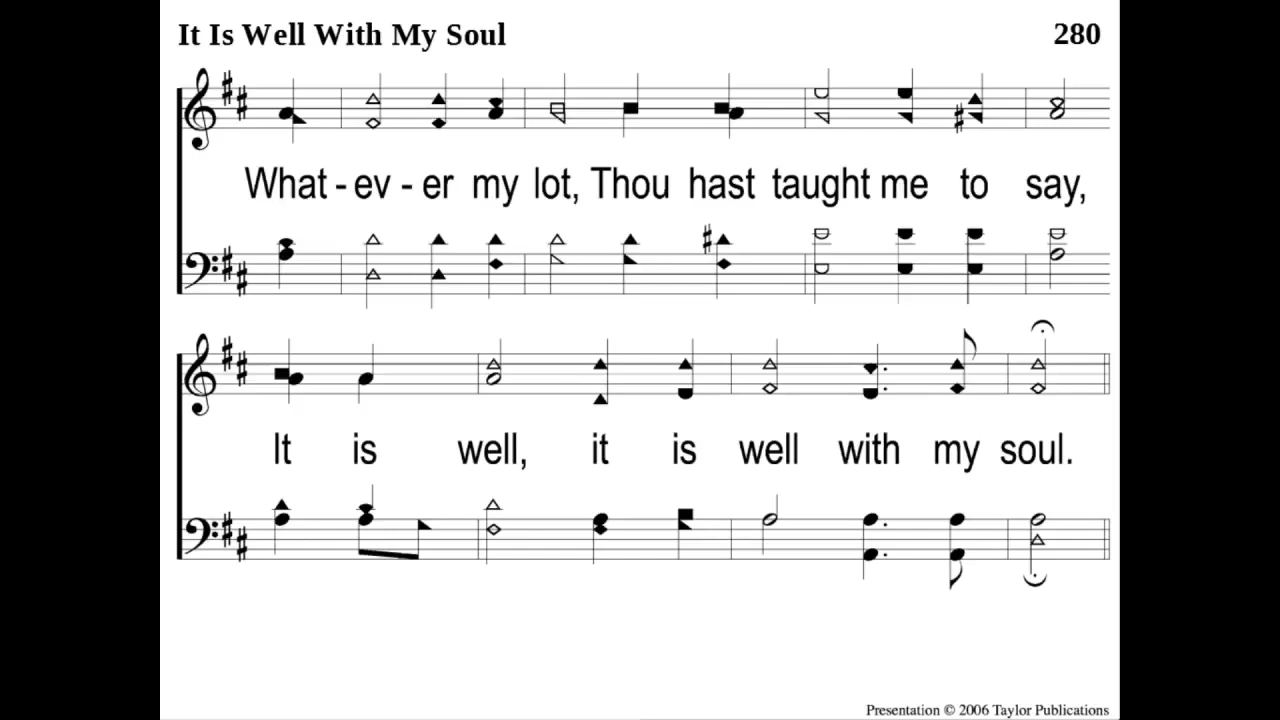 It Is Well With My Soul 280
What - ev - er my lot, Thou hast taught me to say,
It is well, it is well with my soul.
Presentation © 2006 Taylor Publications